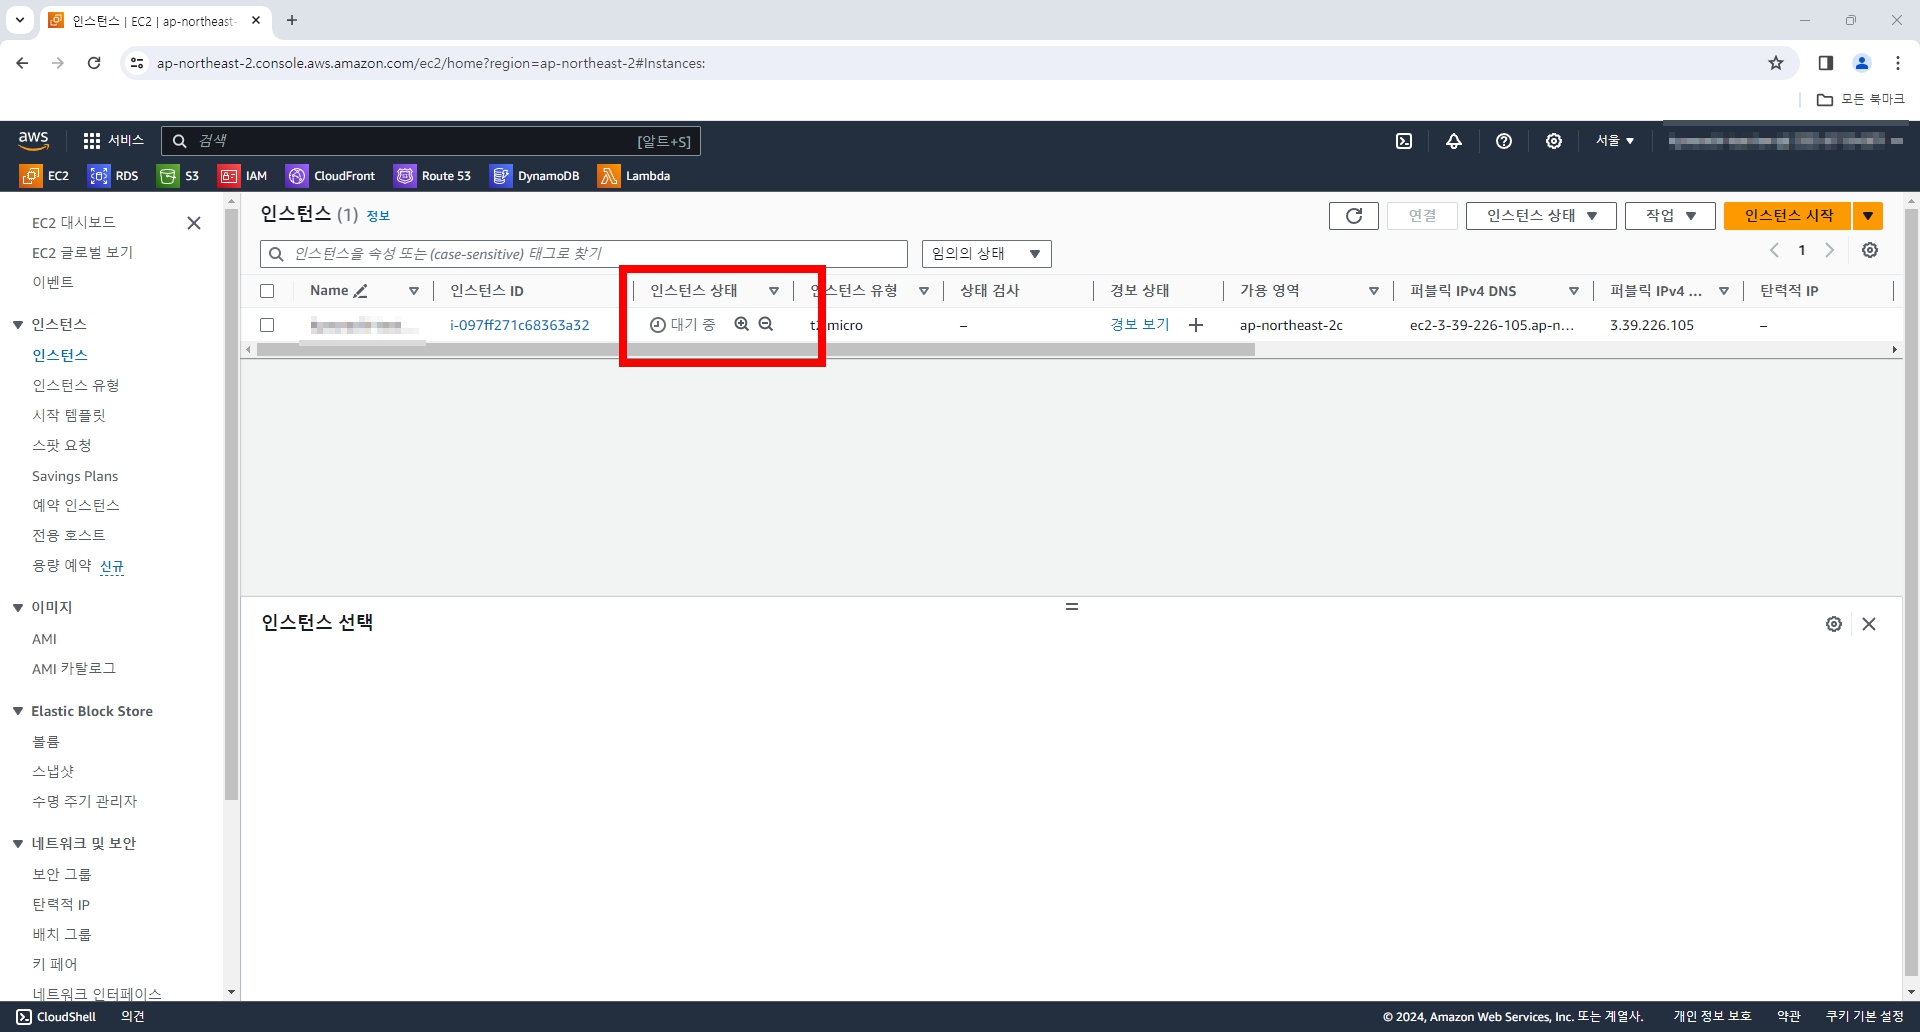 인스턴스 | EC2 | ap-northeast-
ap-northeast-2.console.aws.amazon.com/ec2/home?region=ap-northeast-2#Instances:
모든 북마크
aws 서비스 검색 [알트+S] 서울
EC2 RDS S3 IAM CloudFront Route 53 DynamoDB Lambda
EC2 대시보드
EC2 글로벌 보기
이벤트
인스턴스
인스턴스
인스턴스 유형
시작 템플릿
스팟 요청
Savings Plans
예약 인스턴스
전용 호스트
용량 예약 신규
이미지
AMI
AMI 카탈로그
Elastic Block Store
볼륨
스냅샷
수명 주기 관리자
네트워크 및 보안
보안 그룹
탄력적 IP
배치 그룹
키 페어
네트워크 인터페이스
인스턴스 (1) 정보
연결 인스턴스 상태 작업 인스턴스 시작
인스턴스을 속성 또는 (case-sensitive) 태그로 찾기 임의의 상태 1
Name 인스턴스 ID 인스턴스 상태 인스턴스 유형 상태 검사 경보 상태 가용 영역 퍼블릭 IPv4 DNS 퍼블릭 IPv4 ... 탄력적 IP
i-097ff271c68363a32 대기 중 t2.micro – 경보 보기 ap-northeast-2c ec2-3-39-226-105.ap-n... 3.39.226.105 –
인스턴스 선택
CloudShell 의견 © 2024, Amazon Web Services, Inc. 또는 계열사. 개인 정보 보호 약관 쿠키 기본 설정